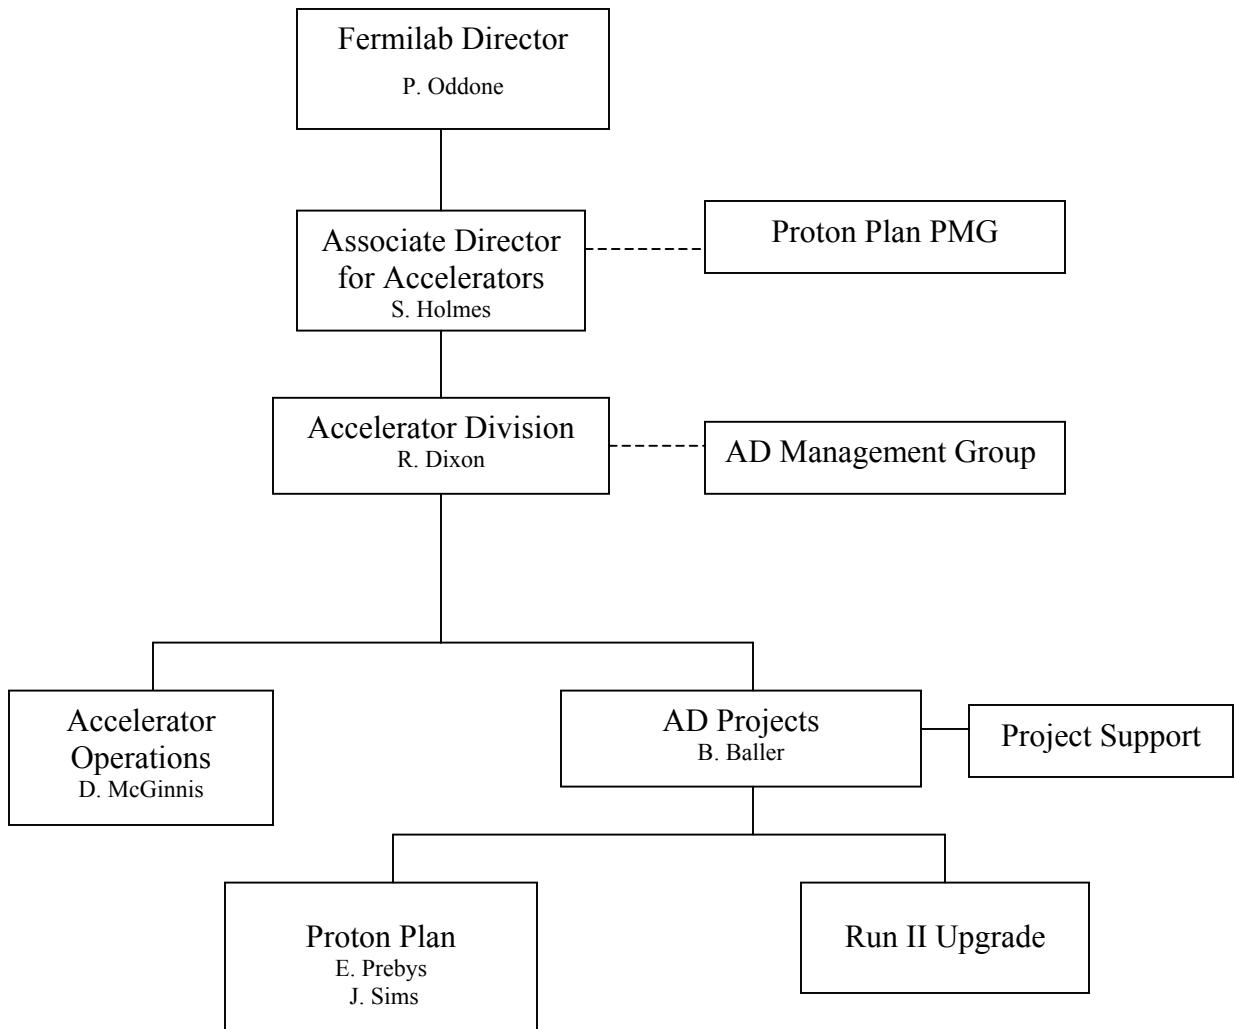 Fermilab Director
P. Oddone
Associate Director
for Accelerators
S. Holmes
Proton Plan PMG
Accelerator Division
R. Dixon
AD Management Group
Accelerator
Operations
D. McGinnis
AD Projects
B. Baller
Project Support
Proton Plan
E. Prebys
J. Sims
Run II Upgrade